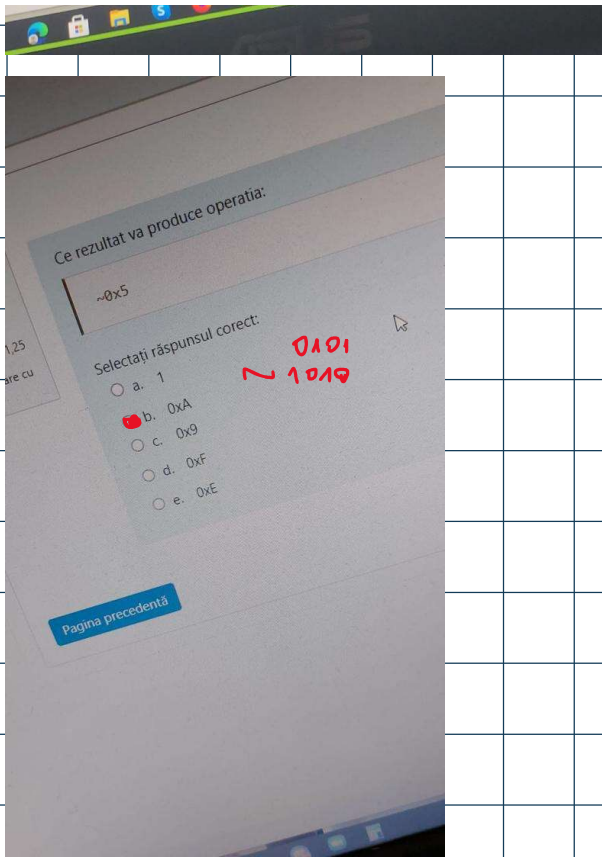 Ce rezultat va produce operatia:
~0x5
1,25
are cu
Selectați răspunsul corect:
0101
~ 1010
a. 1
b. 0xA
c. 0x9
d. 0xF
e. 0xE
Pagina precedentă